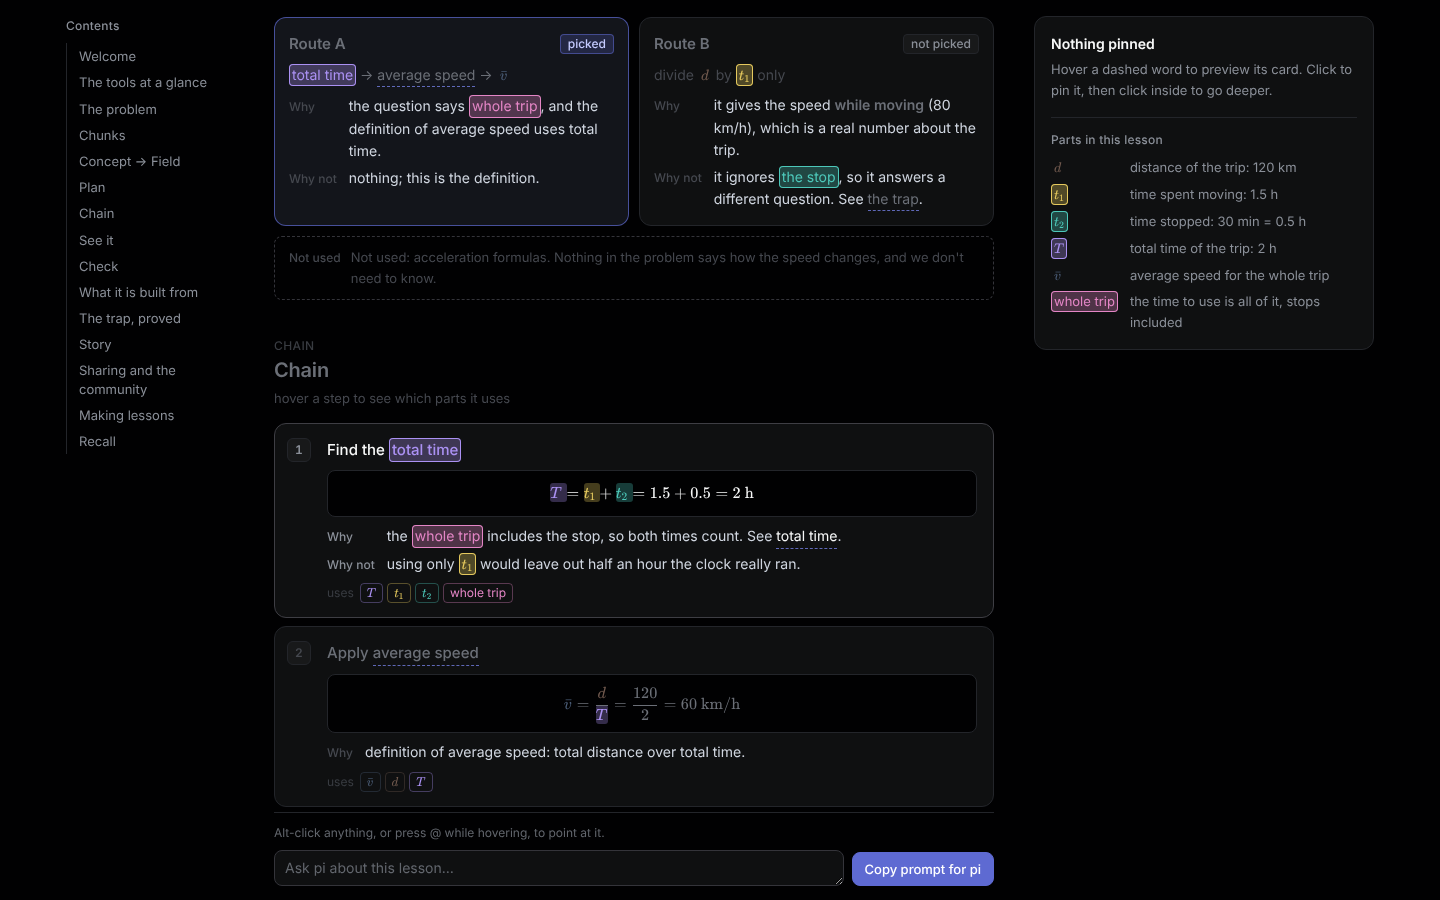 Contents
Welcome
The tools at a glance
The problem
Chunks
Concept → Field
Plan
Chain
See it
Check
What it is built from
The trap, proved
Story
Sharing and the
community
Making lessons
Recall
Route A
picked
total time → average speed → v̄
Why the question says whole trip, and the
definition of average speed uses total
time.
Why not nothing; this is the definition.
Route B
not picked
divide d by t₁ only
Why it gives the speed while moving (80
km/h), which is a real number about the
trip.
Why not it ignores the stop, so it answers a
different question. See the trap.
Not used Not used: acceleration formulas. Nothing in the problem says how the speed changes, and we don't
need to know.
CHAIN
Chain
hover a step to see which parts it uses
1 Find the total time
T = t₁ + t₂ = 1.5 + 0.5 = 2 h
Why the whole trip includes the stop, so both times count. See total time.
Why not using only t₁ would leave out half an hour the clock really ran.
uses T t₁ t₂ whole trip
2 Apply average speed
v̄ = d/T = 120/2 = 60 km/h
Why definition of average speed: total distance over total time.
uses v̄ d T
Alt-click anything, or press @ while hovering, to point at it.
Ask pi about this lesson...
Copy prompt for pi
Nothing pinned
Hover a dashed word to preview its card. Click to
pin it, then click inside to go deeper.
Parts in this lesson
d distance of the trip: 120 km
t₁ time spent moving: 1.5 h
t₂ time stopped: 30 min = 0.5 h
T total time of the trip: 2 h
v̄ average speed for the whole trip
whole trip the time to use is all of it, stops
included